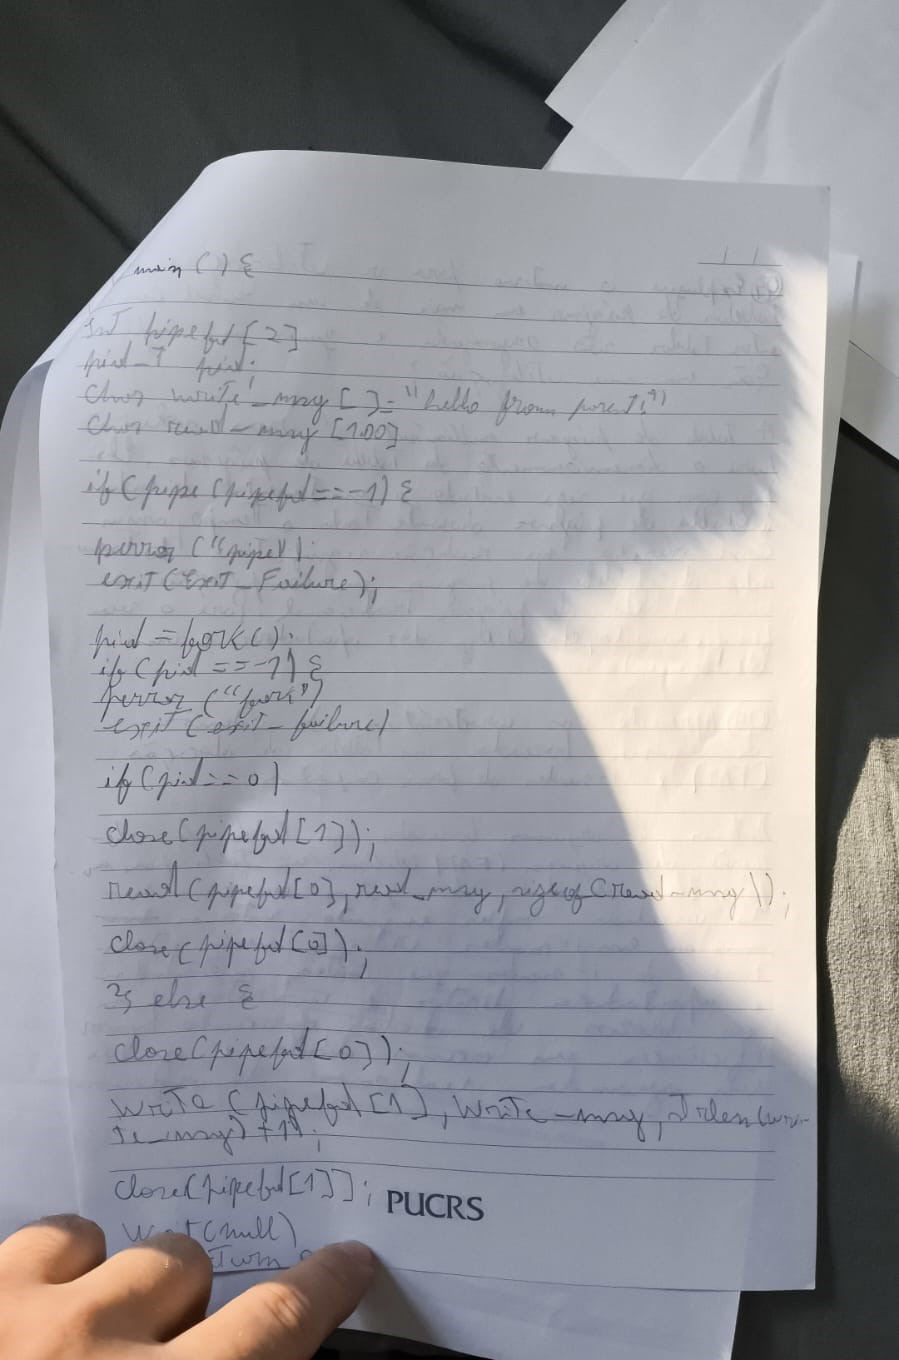 main () {
Int pipefd [2]
pid_T pid;
Char write_msg [ ]= "hello from parent!")
Char read_msg [100]
if (pipe (pipefd == -1) {
perror ("pipe");
exit (Exit_Failure);
pid = fork ();
if (pid == -1) {
perror ("fork")
exit (exit_failure)
if (pid == 0)
close (pipefd [1]);
read (pipefd [0], read_msg, sizeof (read_msg));
close (pipefd [0]);
} else {
close (pipefd [0]);
write (pipefd [1], write_msg, strlen (wri-
te_msg) +1);
close (pipefd [1]];
PUCRS
wait (null)